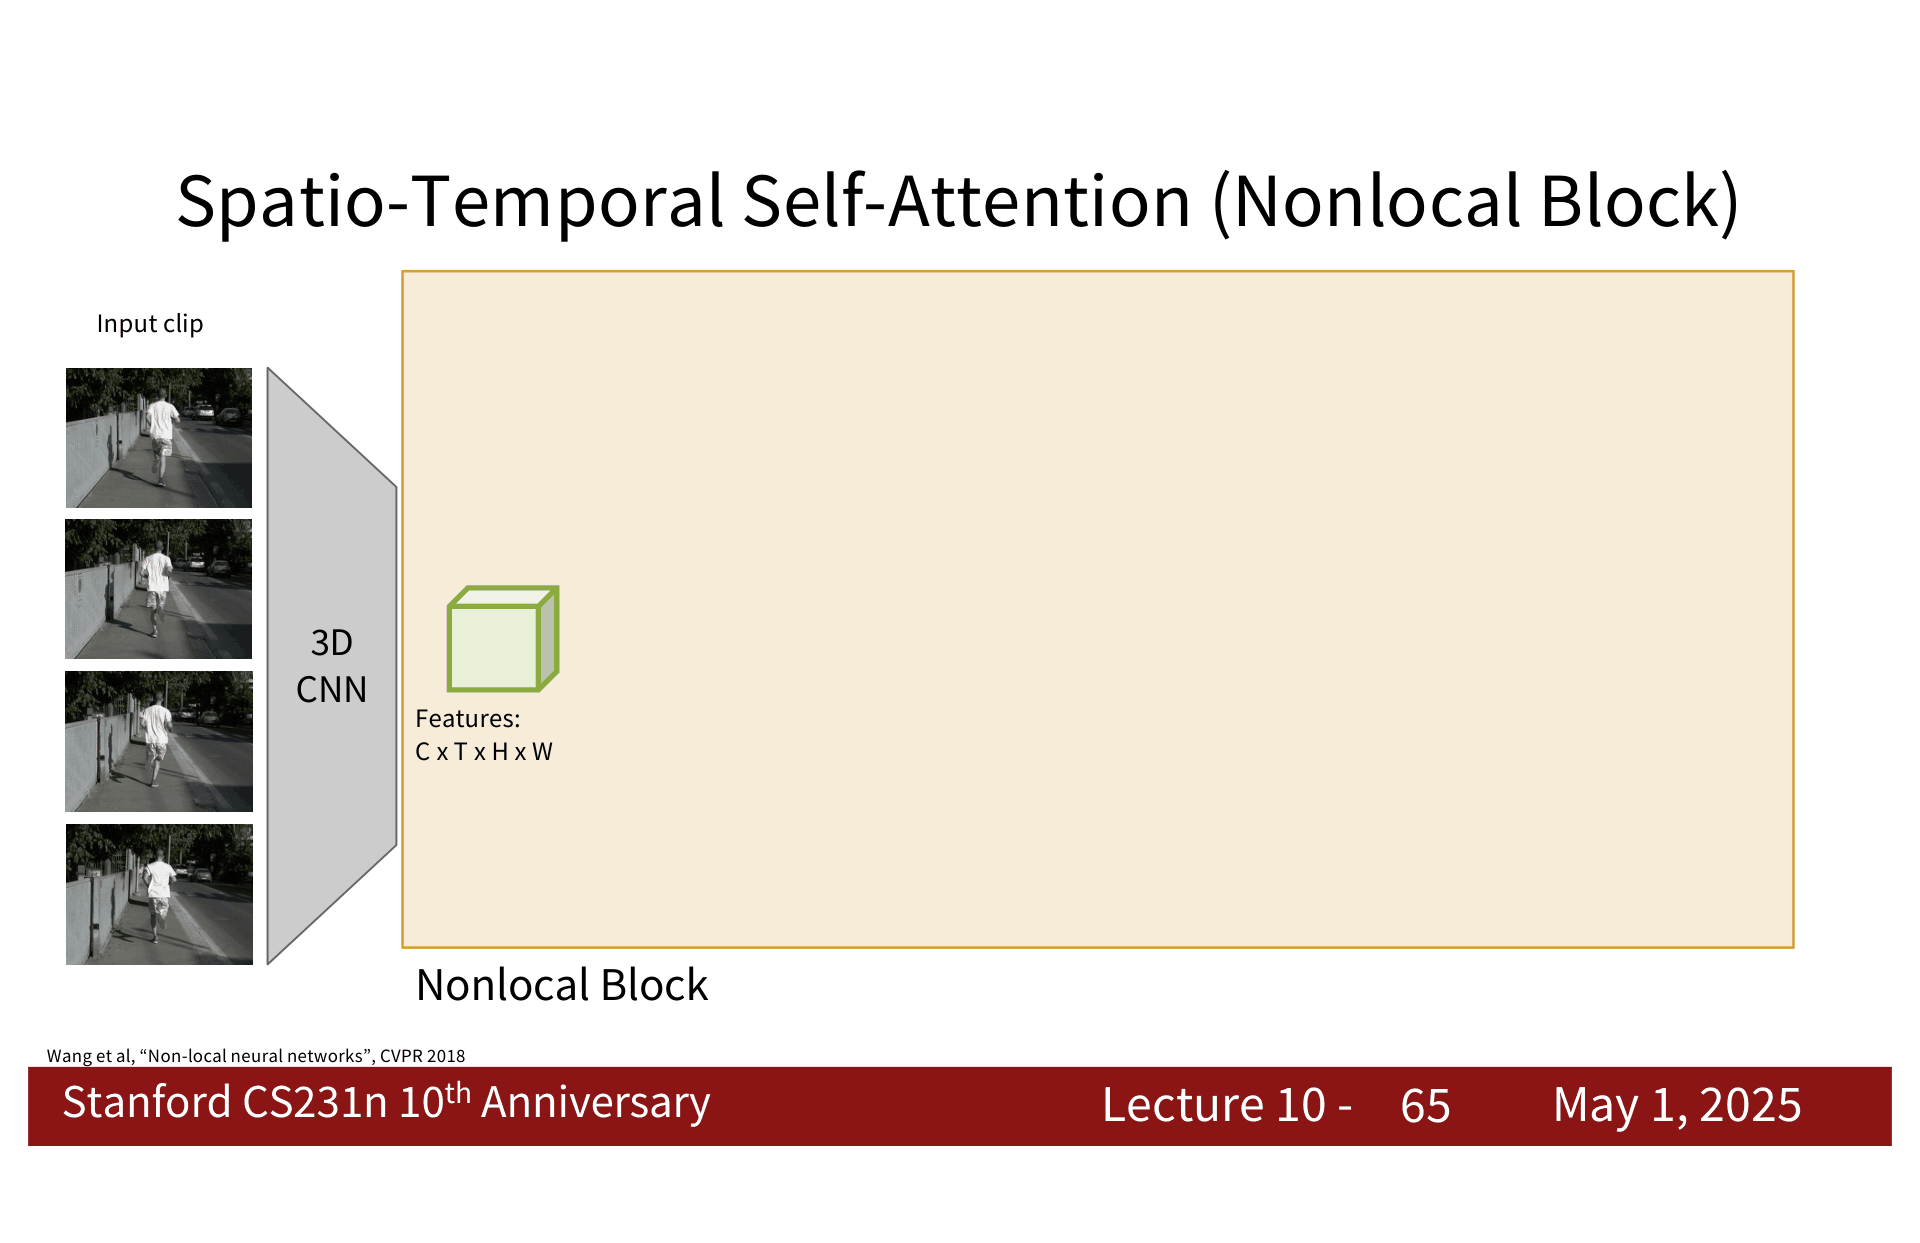 Spatio-Temporal Self-Attention (Nonlocal Block)
Input clip
3D
CNN
Features:
C x T x H x W
Nonlocal Block
Wang et al, “Non-local neural networks”, CVPR 2018
Stanford CS231n 10th Anniversary
Lecture 10 - 65
May 1, 2025